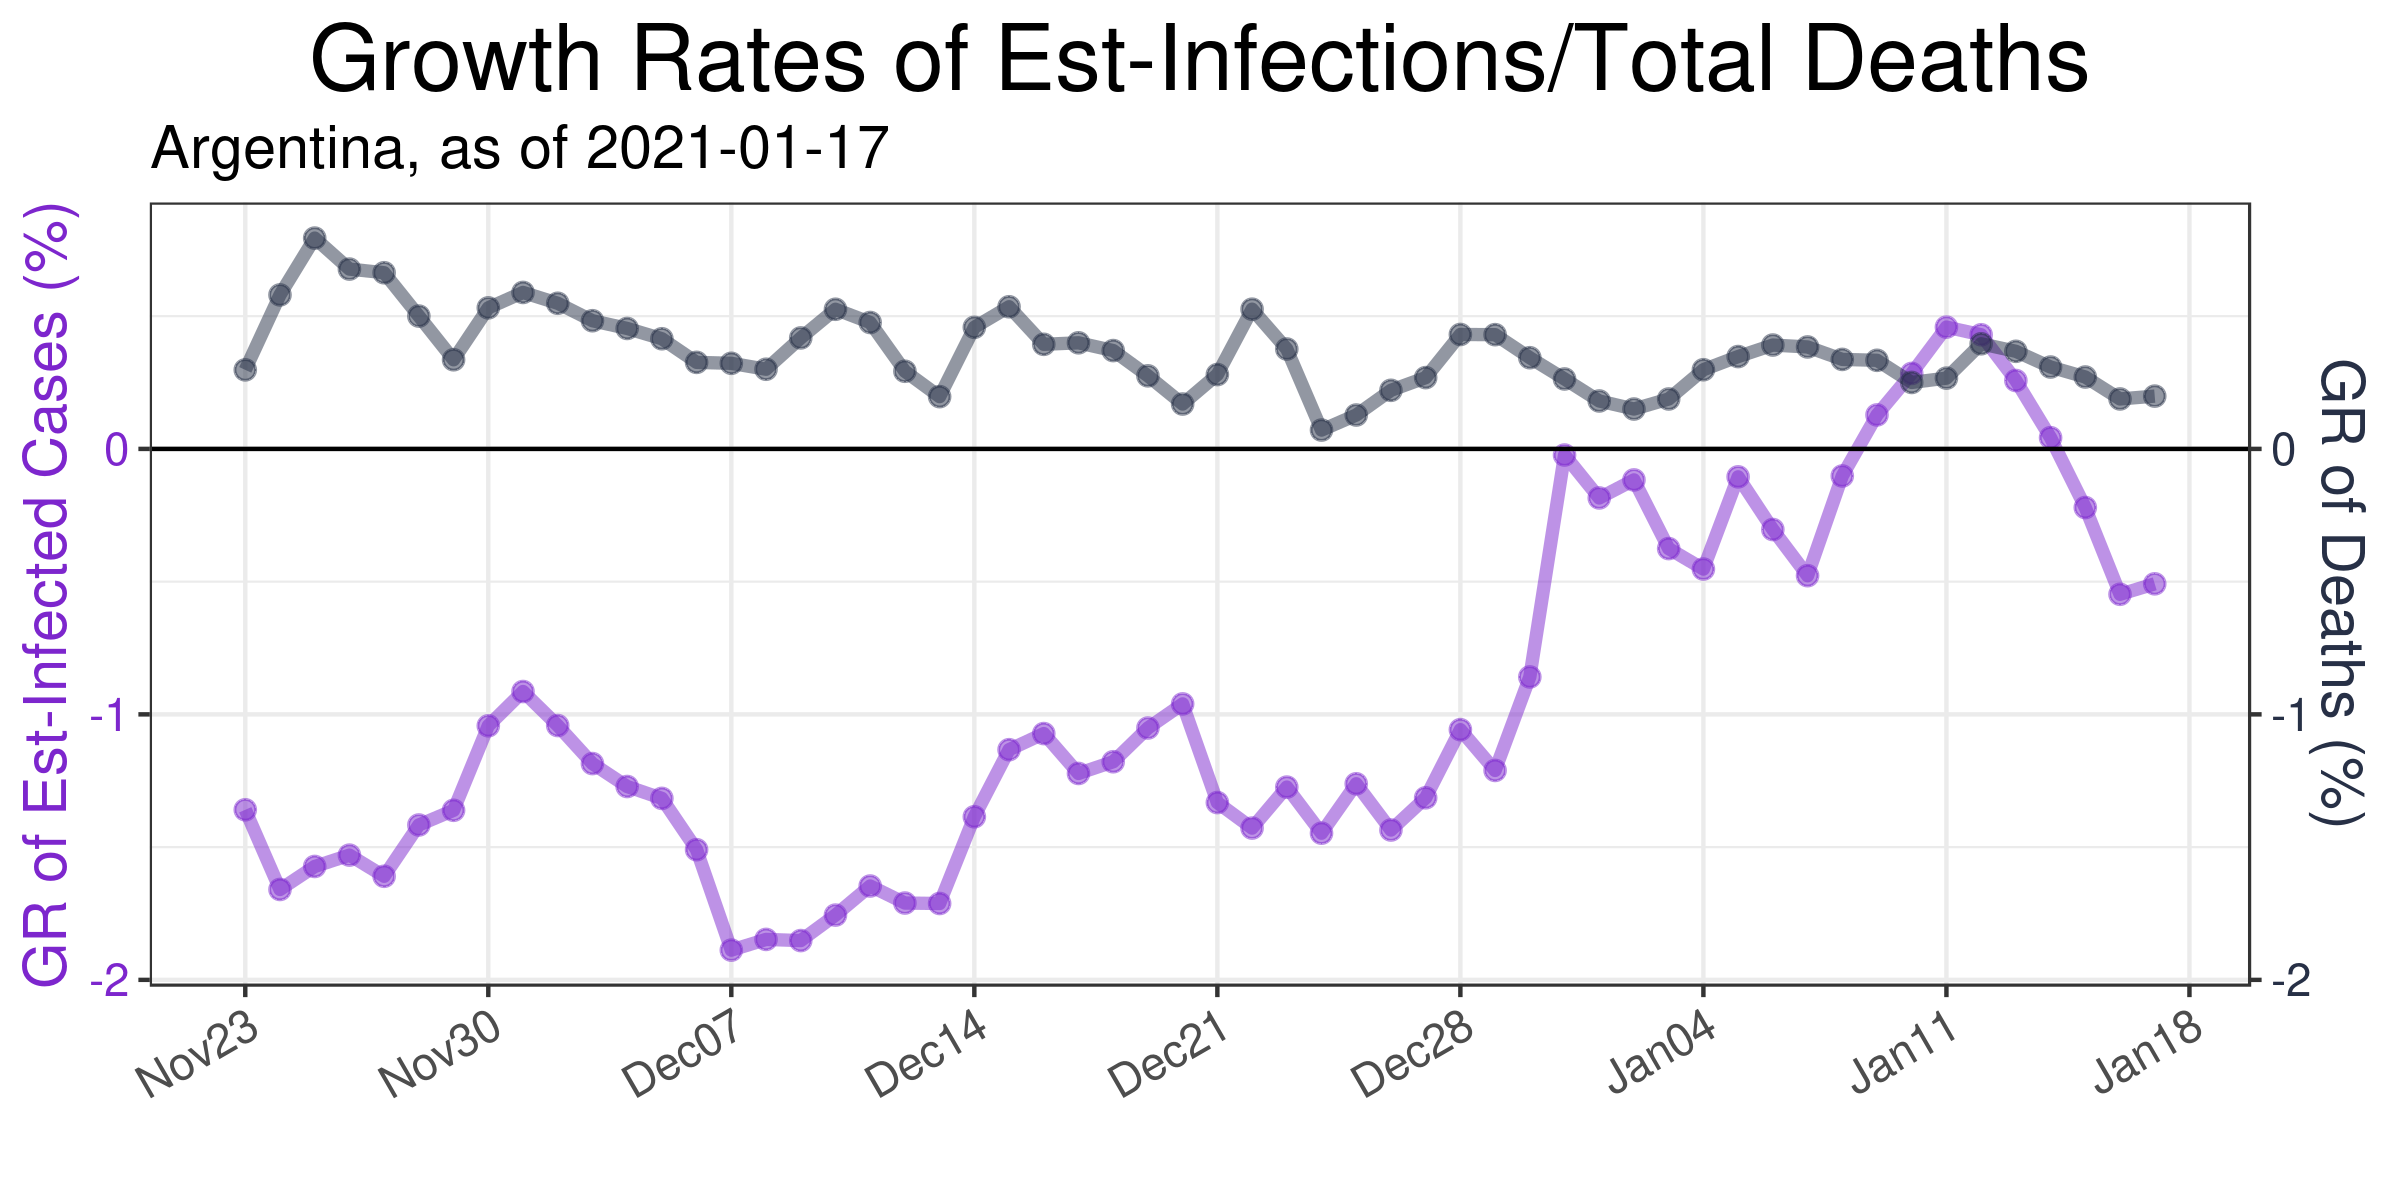 Growth Rates of Est-Infections/Total Deaths
Argentina, as of 2021-01-17
GR of Est-Infected Cases (%)
0
-1
-2
0
-1
-2
GR of Deaths (%)
Nov23
Nov30
Dec07
Dec14
Dec21
Dec28
Jan04
Jan11
Jan18